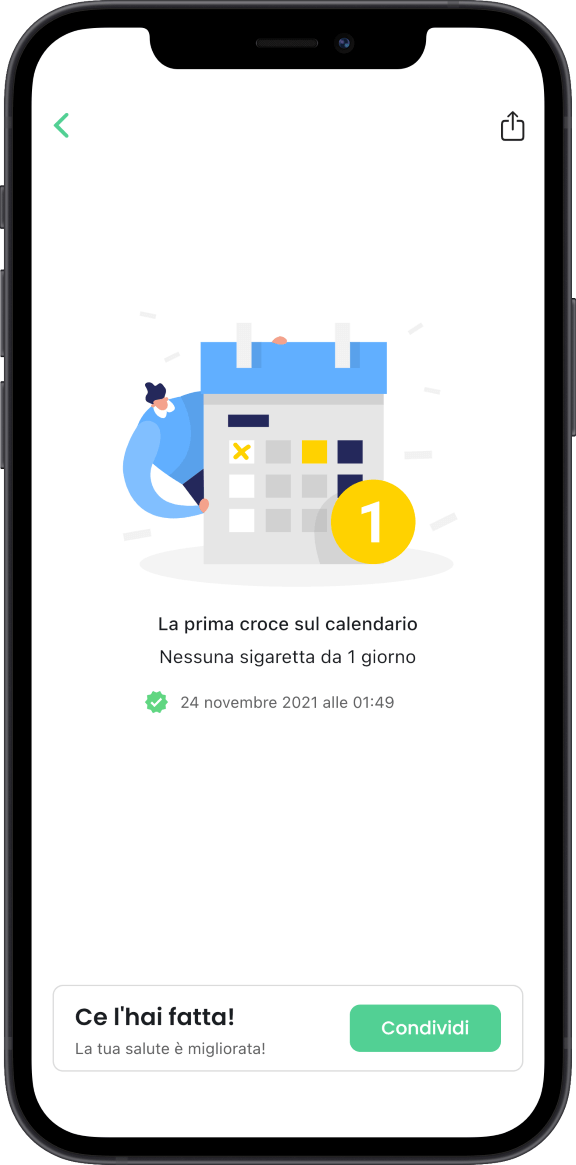 1
La prima croce sul calendario
Nessuna sigaretta da 1 giorno
24 novembre 2021 alle 01:49
Ce l'hai fatta!
La tua salute è migliorata!
Condividi